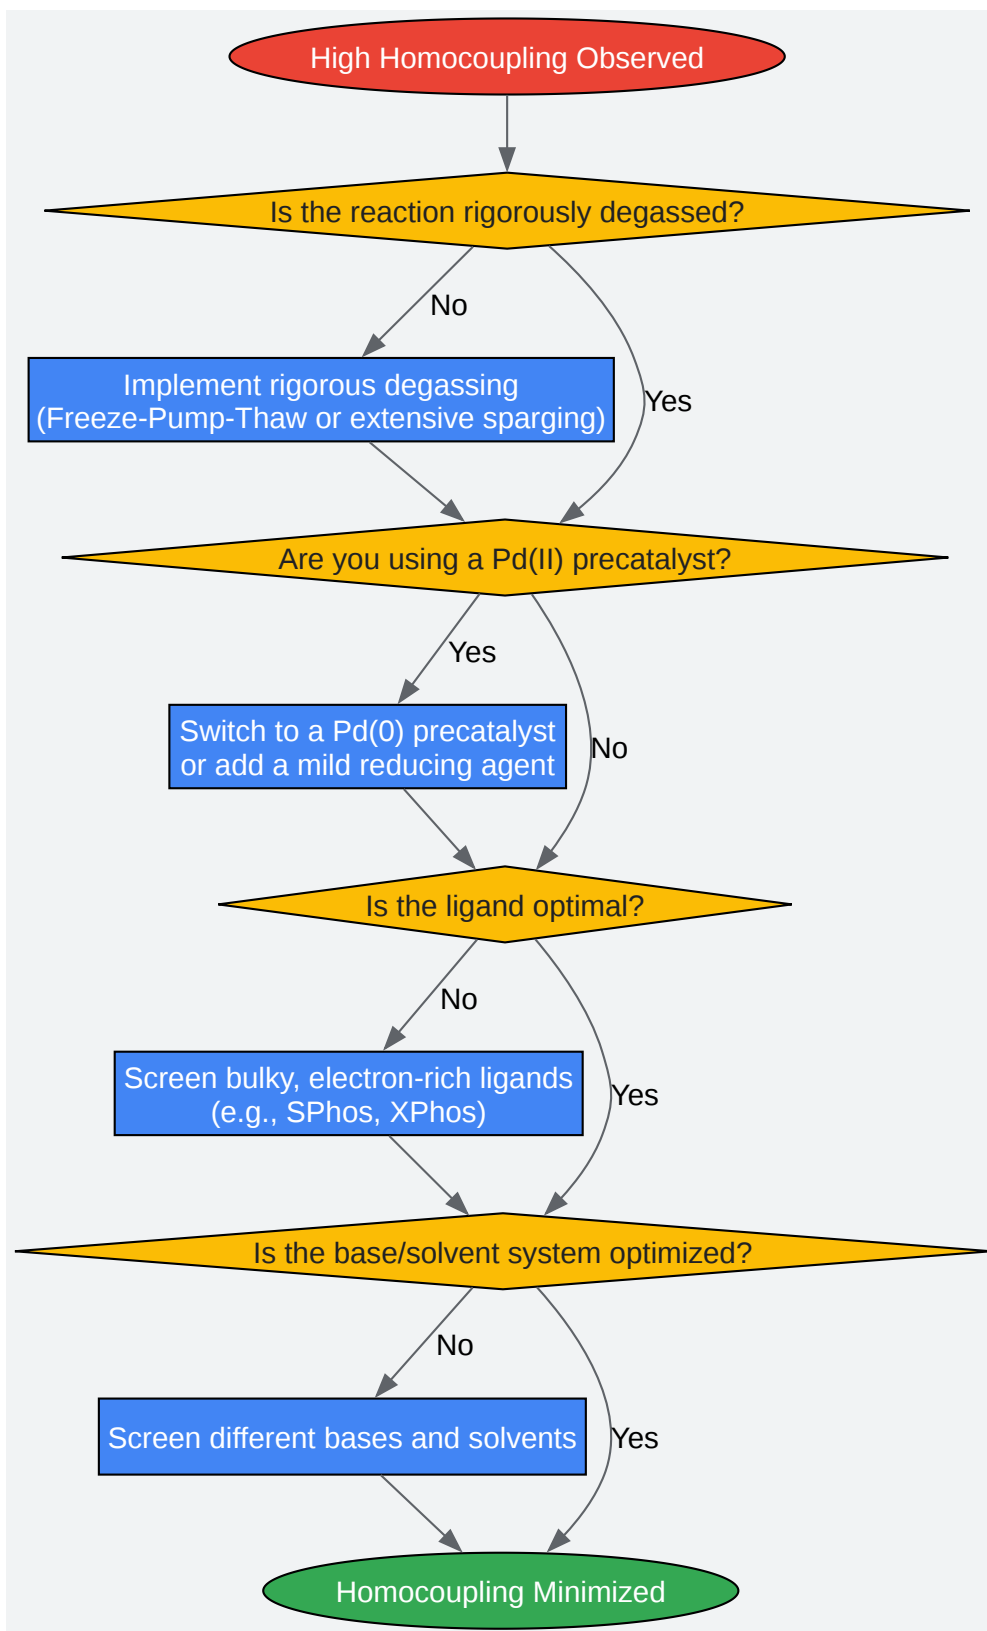 High Homocoupling Observed
Is the reaction rigorously degassed?
No
Implement rigorous degassing
(Freeze-Pump-Thaw or extensive sparging)
Yes
Are you using a Pd(II) precatalyst?
Yes
Switch to a Pd(0) precatalyst
or add a mild reducing agent
No
Is the ligand optimal?
No
Screen bulky, electron-rich ligands
(e.g., SPhos, XPhos)
Yes
Is the base/solvent system optimized?
No
Screen different bases and solvents
Yes
Homocoupling Minimized